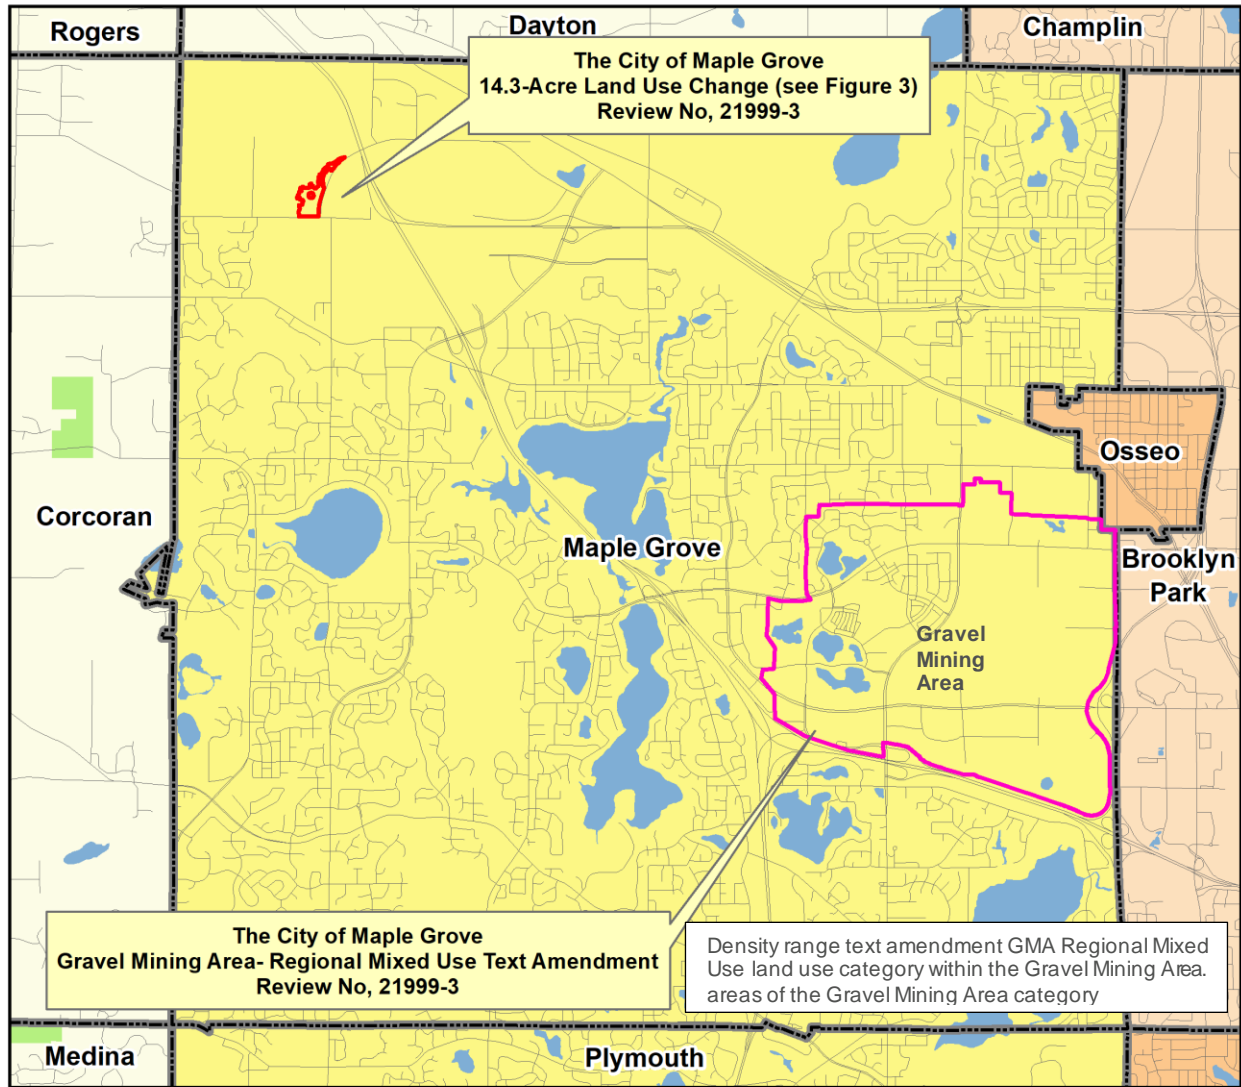 Rogers
Dayton
Champlin
The City of Maple Grove
14.3-Acre Land Use Change (see Figure 3)
Review No, 21999-3
Osseo
Corcoran
Maple Grove
Brooklyn
Park
Gravel
Mining
Area
The City of Maple Grove
Gravel Mining Area- Regional Mixed Use Text Amendment
Review No, 21999-3
Density range text amendment GMA Regional Mixed
Use land use category within the Gravel Mining Area.
areas of the Gravel Mining Area category
Medina
Plymouth